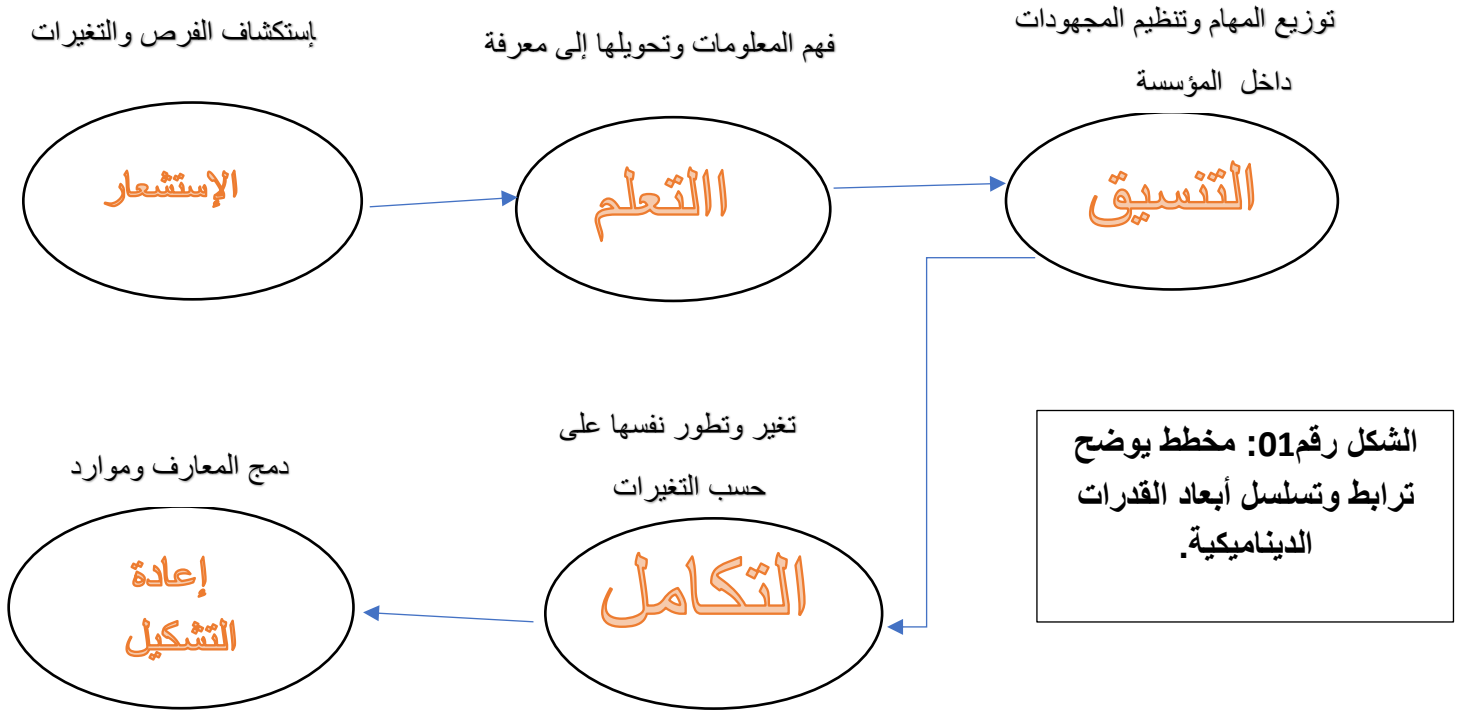 إستكشاف الفرص والتغيرات
الإستشعار
فهم المعلومات وتحويلها إلى معرفة
االتعلم
توزيع المهام وتنظيم المجهودات
داخل المؤسسة
التنسيق
تغير وتطور نفسها على
حسب التغيرات
التكامل
دمج المعارف وموارد
إعادة
التشكيل
الشكل رقم01: مخطط يوضح
ترابط وتسلسل أبعاد القدرات
الديناميكية.